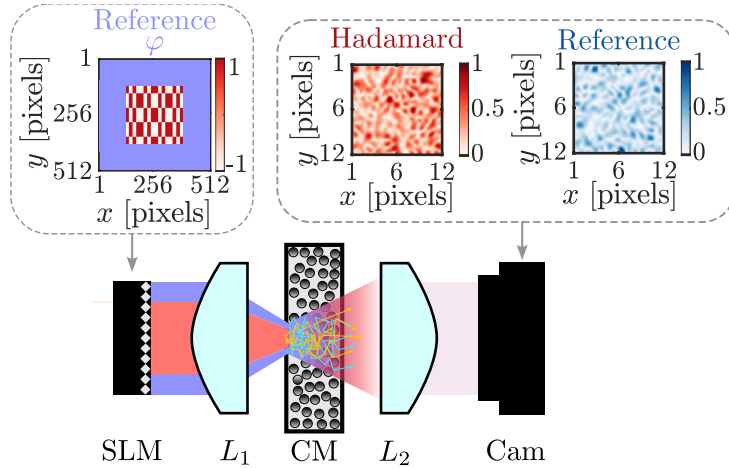 Reference
φ
1
256
512
y [pixels]
1 256 512
x [pixels]
1
-1
Hadamard
1
6
12
y [pixels]
1 6 12
x [pixels]
1
0.5
0
Reference
1
6
12
y [pixels]
1 6 12
x [pixels]
1
0.5
0
SLM L1 CM L2 Cam